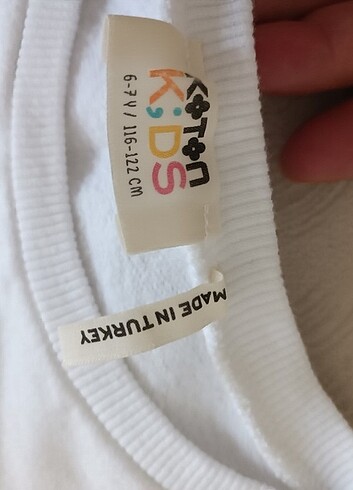 KOTON
KiDS
6-7 Y / 116-122 CM
MADE IN TURKEY